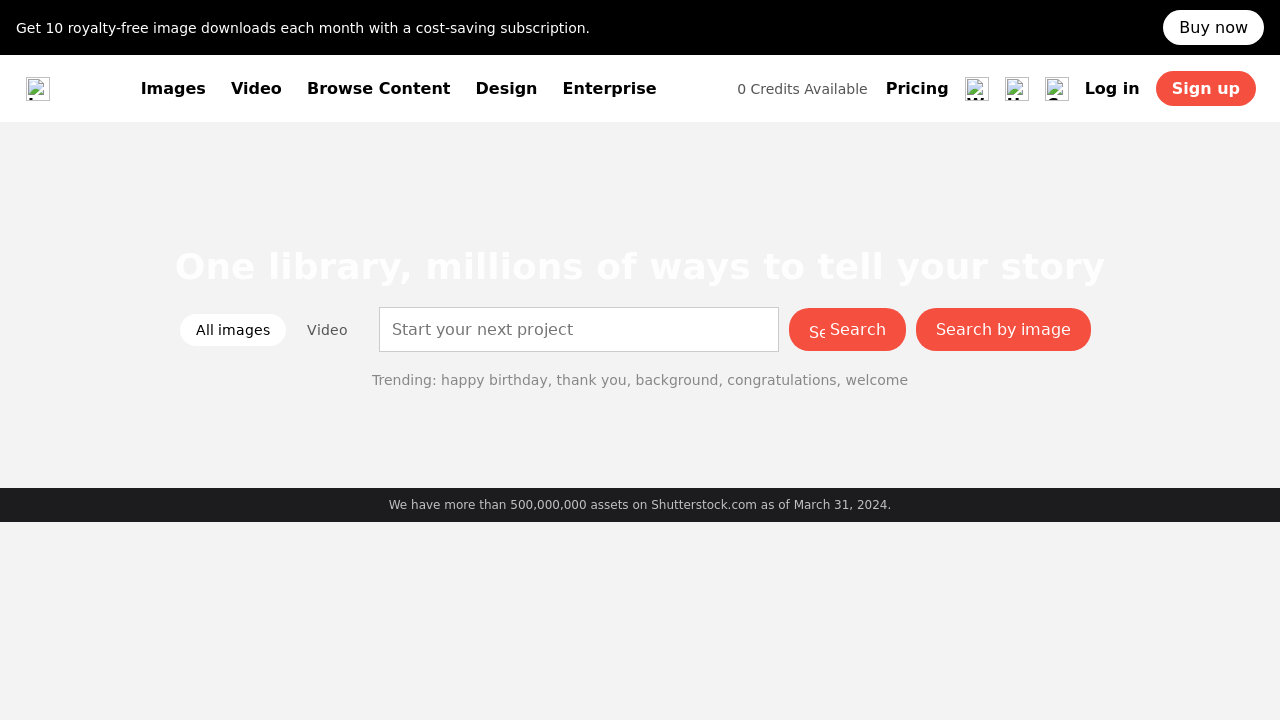 Get 10 royalty-free image downloads each month with a cost-saving subscription.
Buy now
Images Video Browse Content Design Enterprise 0 Credits Available Pricing Log in Sign up
One library, millions of ways to tell your story
All images Video Start your next project Search Search by image
Trending: happy birthday, thank you, background, congratulations, welcome
We have more than 500,000,000 assets on Shutterstock.com as of March 31, 2024.